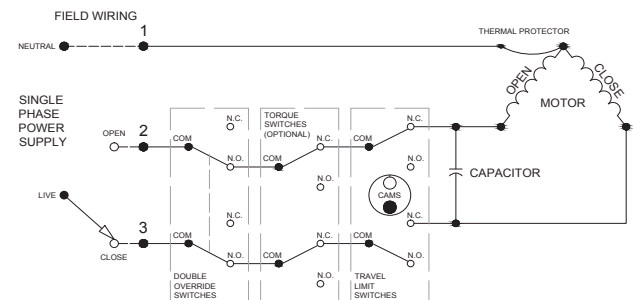 FIELD WIRING
1
THERMAL PROTECTOR
NEUTRAL
OPEN
CLOSE
MOTOR
SINGLE
PHASE
POWER
SUPPLY
OPEN
2
COM
N.C.
N.O.
TORQUE
SWITCHES
(OPTIONAL)
COM
N.C.
N.O.
COM
N.C.
N.O.
CAPACITOR
CAMS
LIVE
3
CLOSE
COM
N.C.
N.O.
COM
N.C.
N.O.
COM
N.C.
N.O.
DOUBLE
OVERRIDE
SWITCHES
TRAVEL
LIMIT
SWITCHES